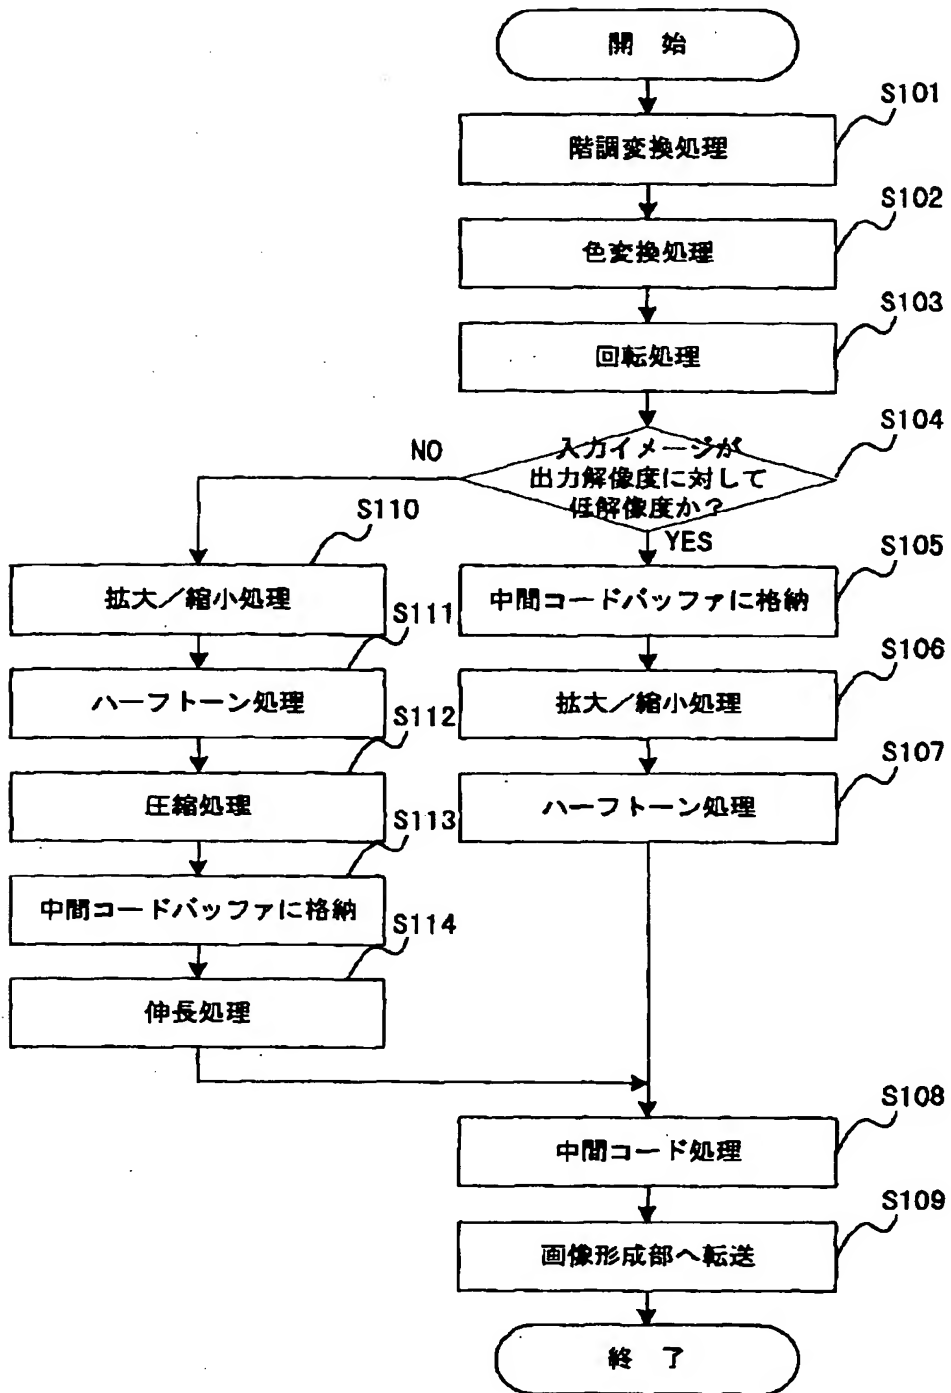 開 始
S101
階調変換処理
S102
色変換処理
S103
回転処理
S104
入力イメージが
出力解像度に対して
低解像度か?
NO
YES
S110
拡大/縮小処理
S111
ハーフトーン処理
S112
圧縮処理
S113
中間コードバッファに格納
S114
伸長処理
S105
中間コードバッファに格納
S106
拡大/縮小処理
S107
ハーフトーン処理
S108
中間コード処理
S109
画像形成部へ転送
終 了